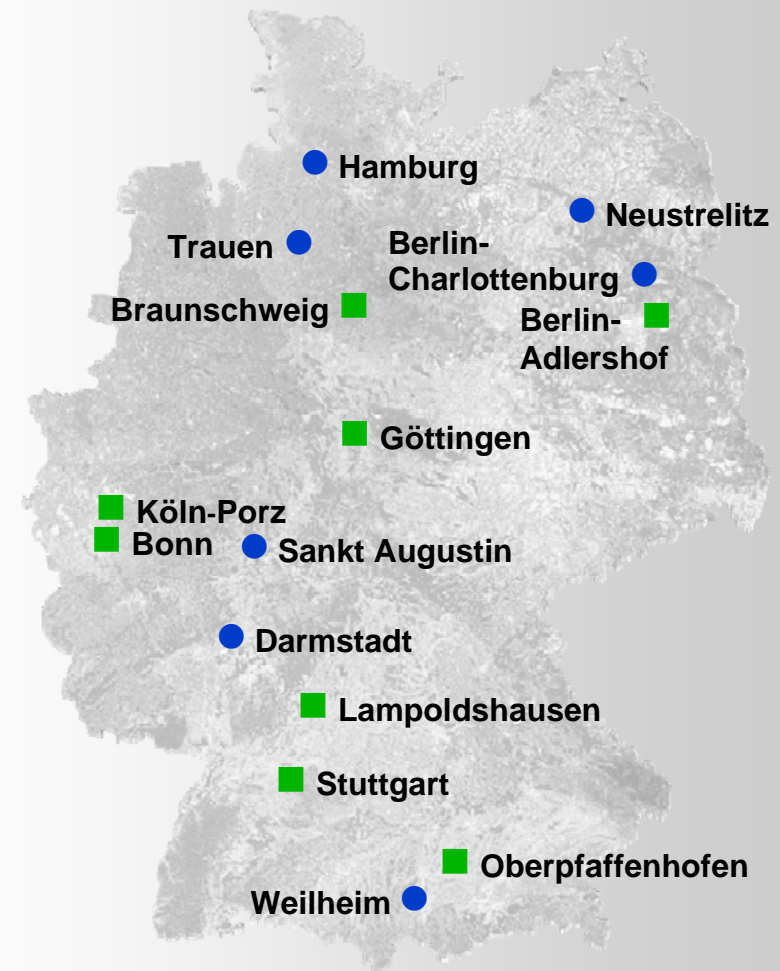 Hamburg
Neustrelitz
Trauen
Berlin-
Charlottenburg
Braunschweig
Berlin-
Adlershof
Göttingen
Köln-Porz
Bonn
Sankt Augustin
Darmstadt
Lampoldshausen
Stuttgart
Oberpfaffenhofen
Weilheim